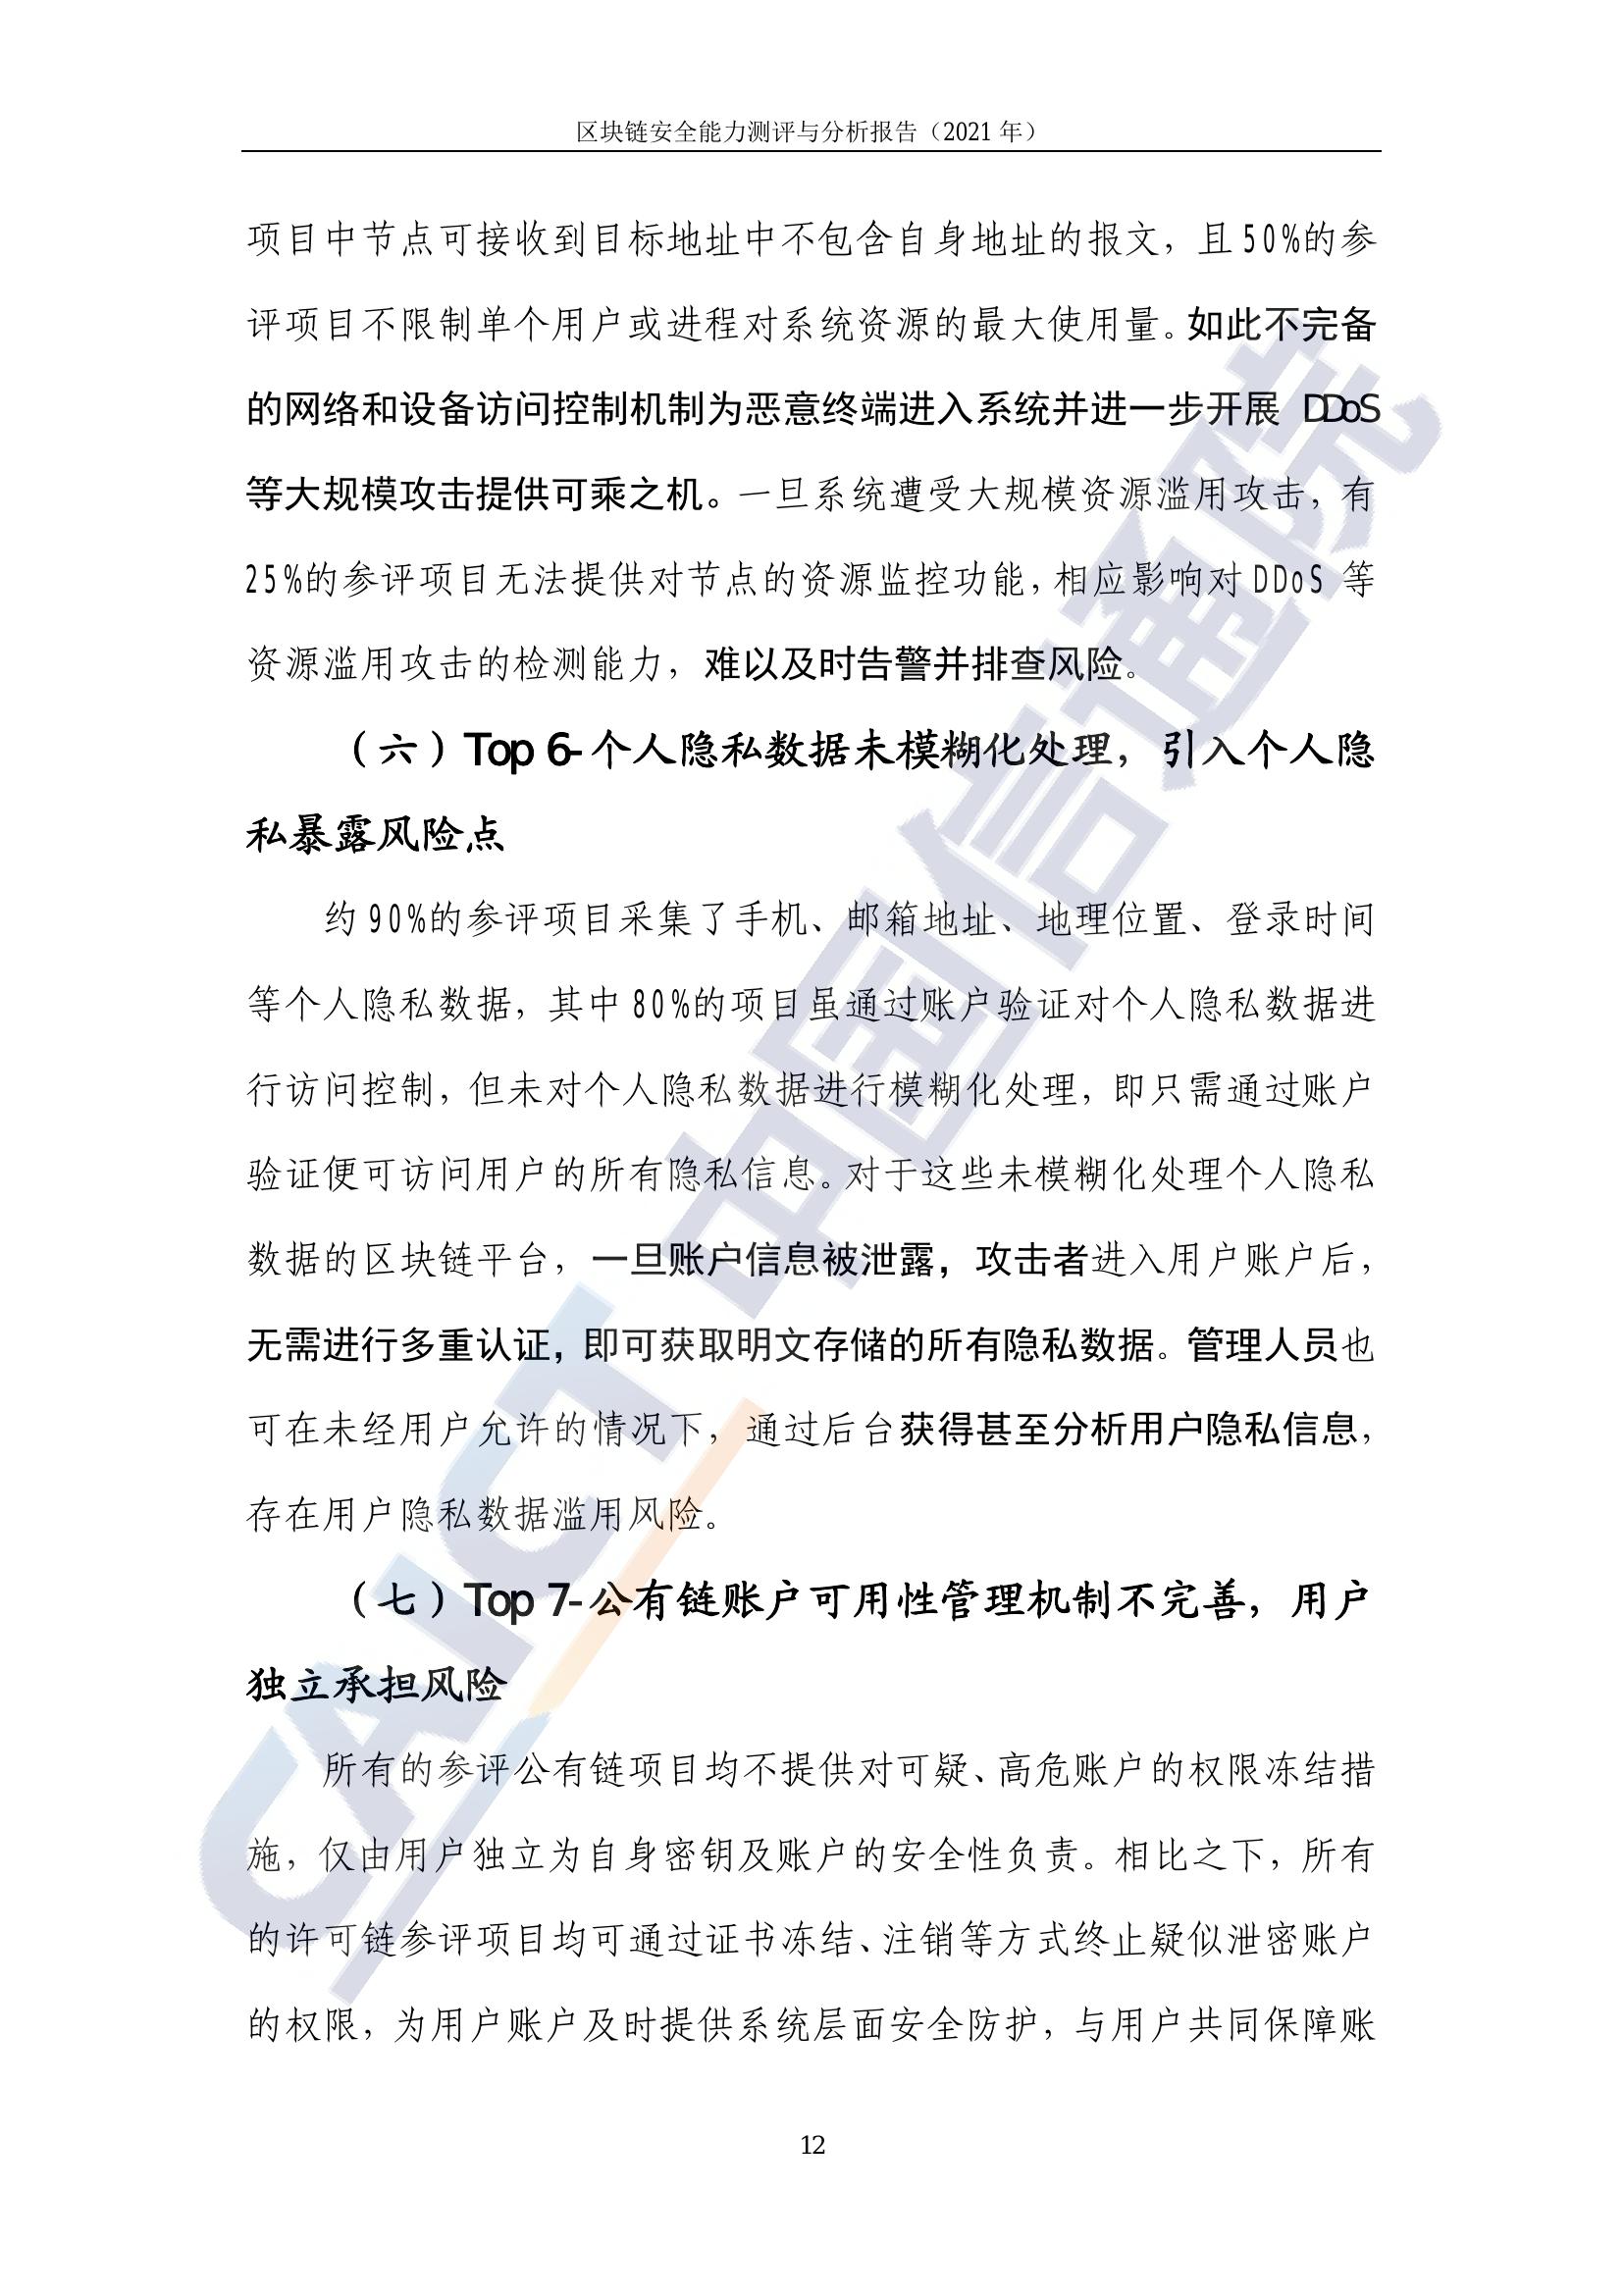 区块链安全能力测评与分析报告（2021 年）
项目中节点可接收到目标地址中不包含自身地址的报文，且 50%的参
评项目不限制单个用户或进程对系统资源的最大使用量。如此不完备
的网络和设备访问控制机制为恶意终端进入系统并进一步开展 DDoS
等大规模攻击提供可乘之机。一旦系统遭受大规模资源滥用攻击，有
25%的参评项目无法提供对节点的资源监控功能，相应影响对 DDoS 等
资源滥用攻击的检测能力，难以及时告警并排查风险。
（六）Top 6-个人隐私数据未模糊化处理，引入个人隐
私暴露风险点
约 90%的参评项目采集了手机、邮箱地址、地理位置、登录时间
等个人隐私数据，其中 80%的项目虽通过账户验证对个人隐私数据进
行访问控制，但未对个人隐私数据进行模糊化处理，即只需通过账户
验证便可访问用户的所有隐私信息。对于这些未模糊化处理个人隐私
数据的区块链平台，一旦账户信息被泄露，攻击者进入用户账户后，
无需进行多重认证，即可获取明文存储的所有隐私数据。管理人员也
可在未经用户允许的情况下，通过后台获得甚至分析用户隐私信息，
存在用户隐私数据滥用风险。
（七）Top 7-公有链账户可用性管理机制不完善，用户
独立承担风险
所有的参评公有链项目均不提供对可疑、高危账户的权限冻结措
施，仅由用户独立为自身密钥及账户的安全性负责。相比之下，所有
的许可链参评项目均可通过证书冻结、注销等方式终止疑似泄密账户
的权限，为用户账户及时提供系统层面安全防护，与用户共同保障账
12
CAICT 中国信通院